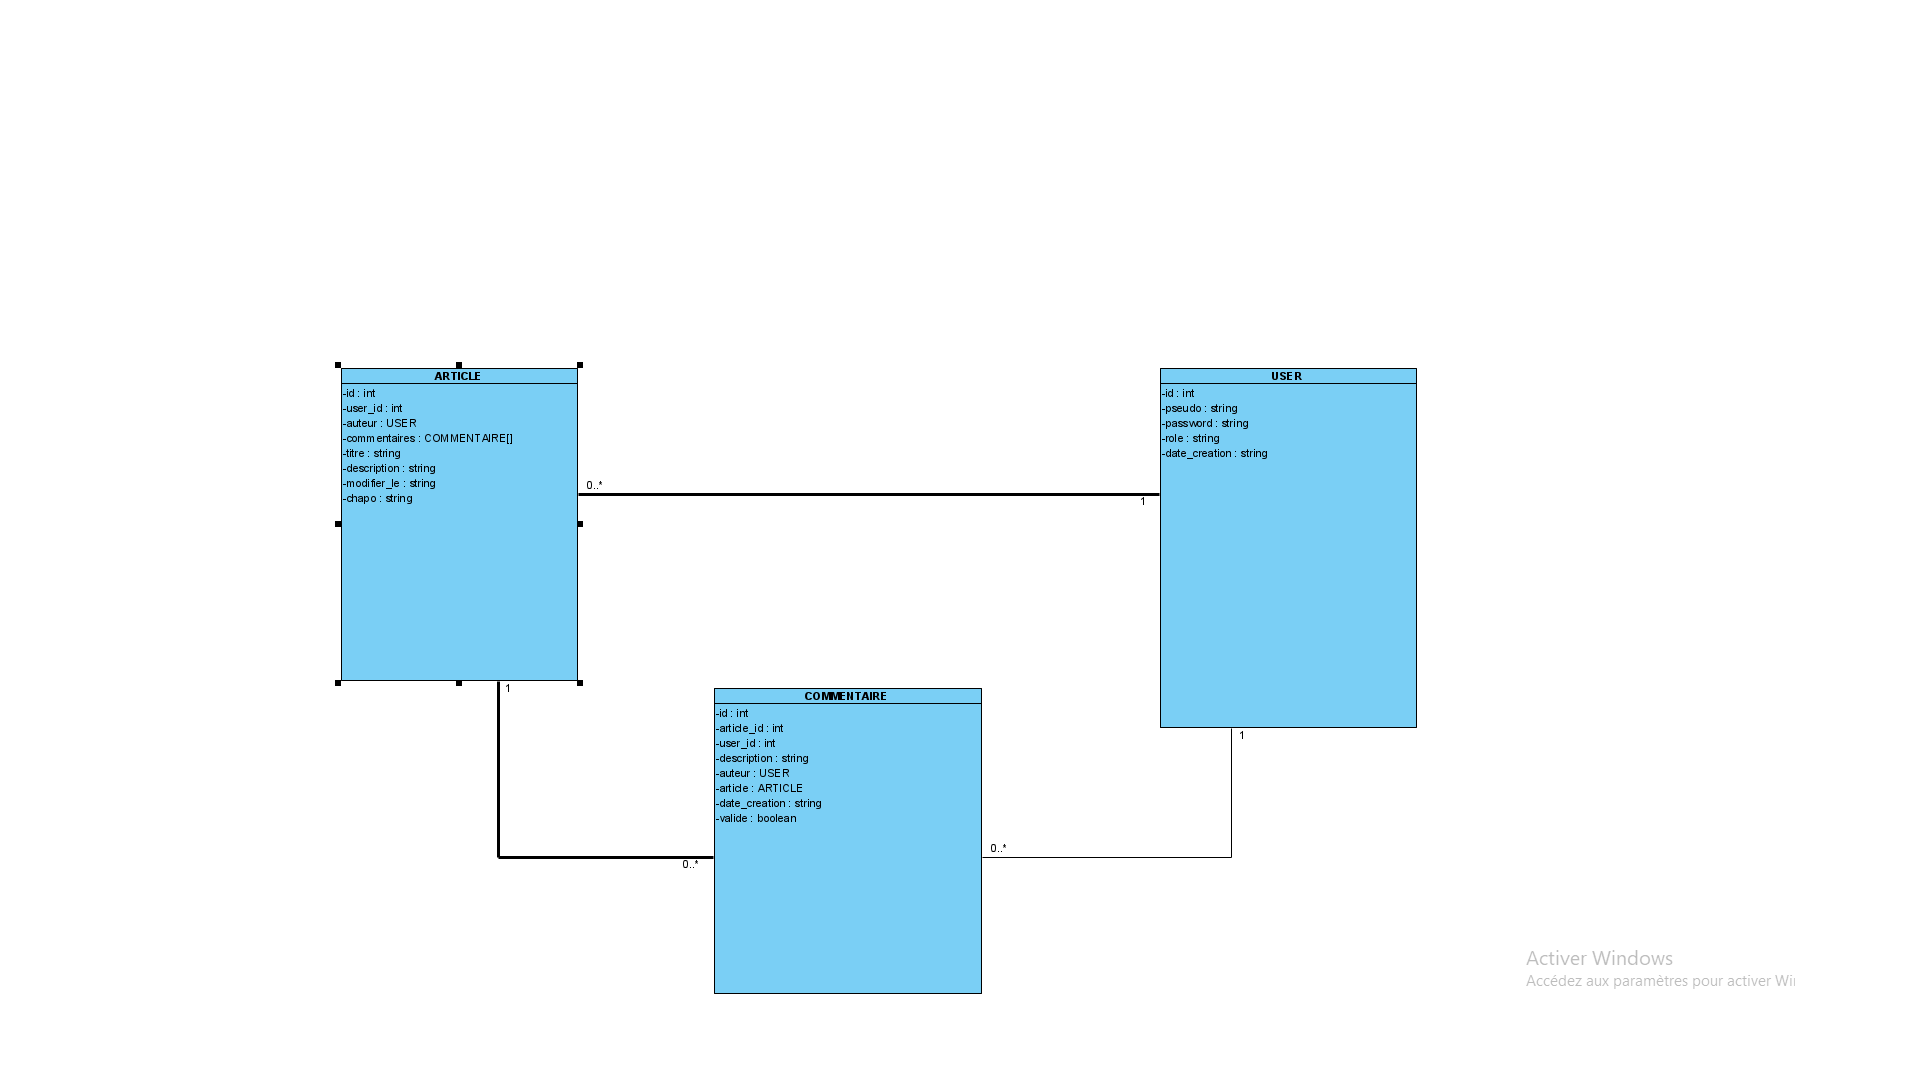 ARTICLE
-id : int
-user_id : int
-auteur : USER
-commentaires : COMMENTAIRE[]
-titre : string
-description : string
-modifier_le : string
-chapo : string
0..*
1
USER
-id : int
-pseudo : string
-password : string
-role : string
-date_creation : string
1
0..*
COMMENTAIRE
-id : int
-article_id : int
-user_id : int
-description : string
-auteur : USER
-article : ARTICLE
-date_creation : string
-valide : boolean
0..*
1
Activer Windows
Accédez aux paramètres pour activer